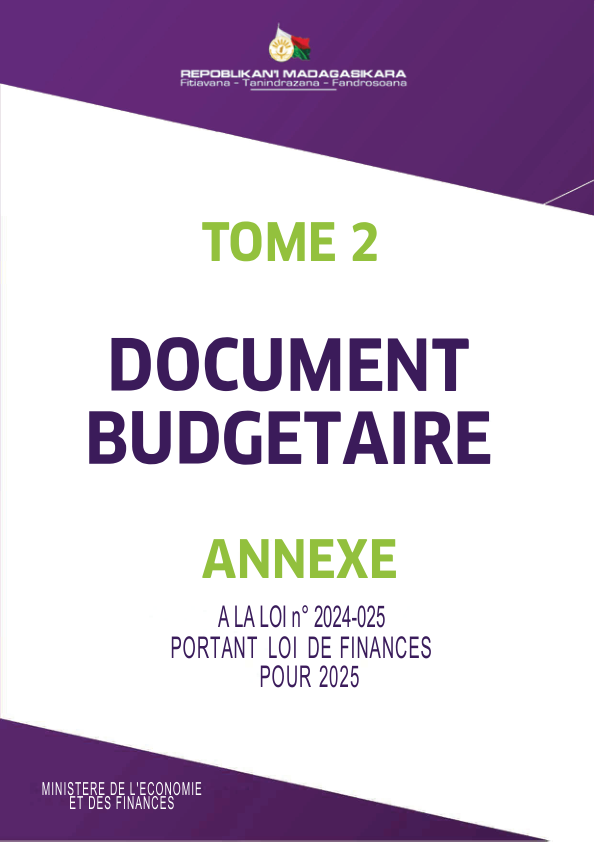 REPOBLIKAN'I MADAGASIKARA
Fitiavana - Tanindrazana - Fandrosoana
TOME 2
DOCUMENT
BUDGETAIRE
ANNEXE
A LA LOI n° 2024-025
PORTANT LOI DE FINANCES
POUR 2025
MINISTERE DE L'ECONOMIE
ET DES FINANCES